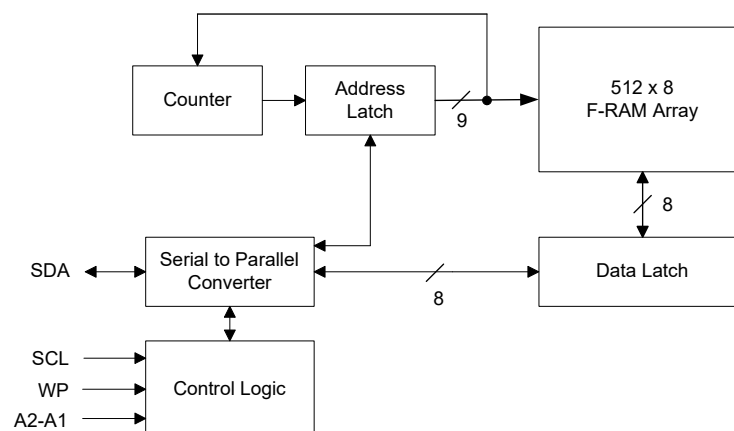 Counter
Address
Latch
9
512 x 8
F-RAM Array
8
SDA
Serial to Parallel
Converter
8
Data Latch
SCL
WP
A2-A1
Control Logic